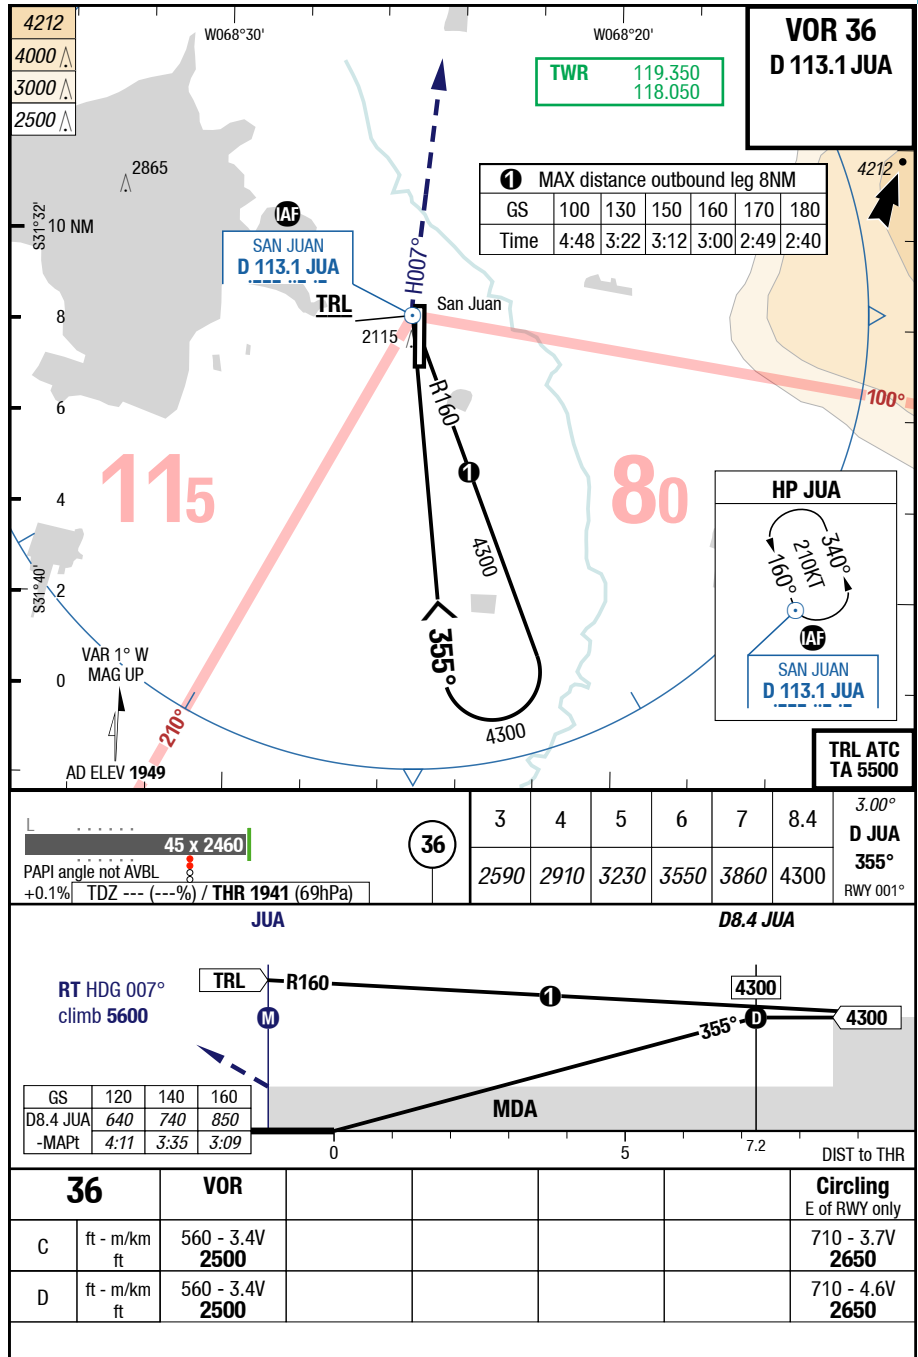 4212
4000
3000
2500
W068°30'
W068°20'
TWR 119.350
118.050
VOR 36
D 113.1 JUA
2865
4212
1 MAX distance outbound leg 8NM
GS 100 130 150 160 170 180
Time 4:48 3:22 3:12 3:00 2:49 2:40
S31°32'
10 NM
IAF
SAN JUAN
D 113.1 JUA
H007°
TRL
San Juan
8
2115
R160
100°
6
115
80
1
4
4300
HP JUA
340°
210KT
160°
IAF
SAN JUAN
D 113.1 JUA
S31°40'
2
355°
VAR 1° W
MAG UP
0
4300
210°
AD ELEV 1949
TRL ATC
TA 5500
L
45 x 2460
PAPI angle not AVBL
+0.1% TDZ --- (---%) / THR 1941 (69hPa)
36
3 4 5 6 7 8.4
2590 2910 3230 3550 3860 4300
3.00°
D JUA
355°
RWY 001°
JUA
D8.4 JUA
RT HDG 007°
climb 5600
TRL
R160
1
4300
M
355°
D
4300
MDA
GS 120 140 160
D8.4 JUA 640 740 850
-MAPt 4:11 3:35 3:09
0
5
7.2
DIST to THR
36 VOR Circling
E of RWY only
C ft - m/km 560 - 3.4V 710 - 3.7V
ft 2500 2650
D ft - m/km 560 - 3.4V 710 - 4.6V
ft 2500 2650